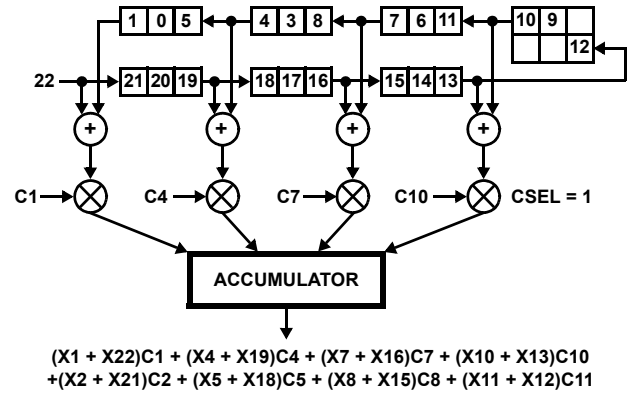 1 0 5 4 3 8 7 6 11 10 9
12
22 21 20 19 18 17 16 15 14 13
+ + + +
C1 C4 C7 C10 CSEL = 1
ACCUMULATOR
(X1 + X22)C1 + (X4 + X19)C4 + (X7 + X16)C7 + (X10 + X13)C10
+(X2 + X21)C2 + (X5 + X18)C5 + (X8 + X15)C8 + (X11 + X12)C11